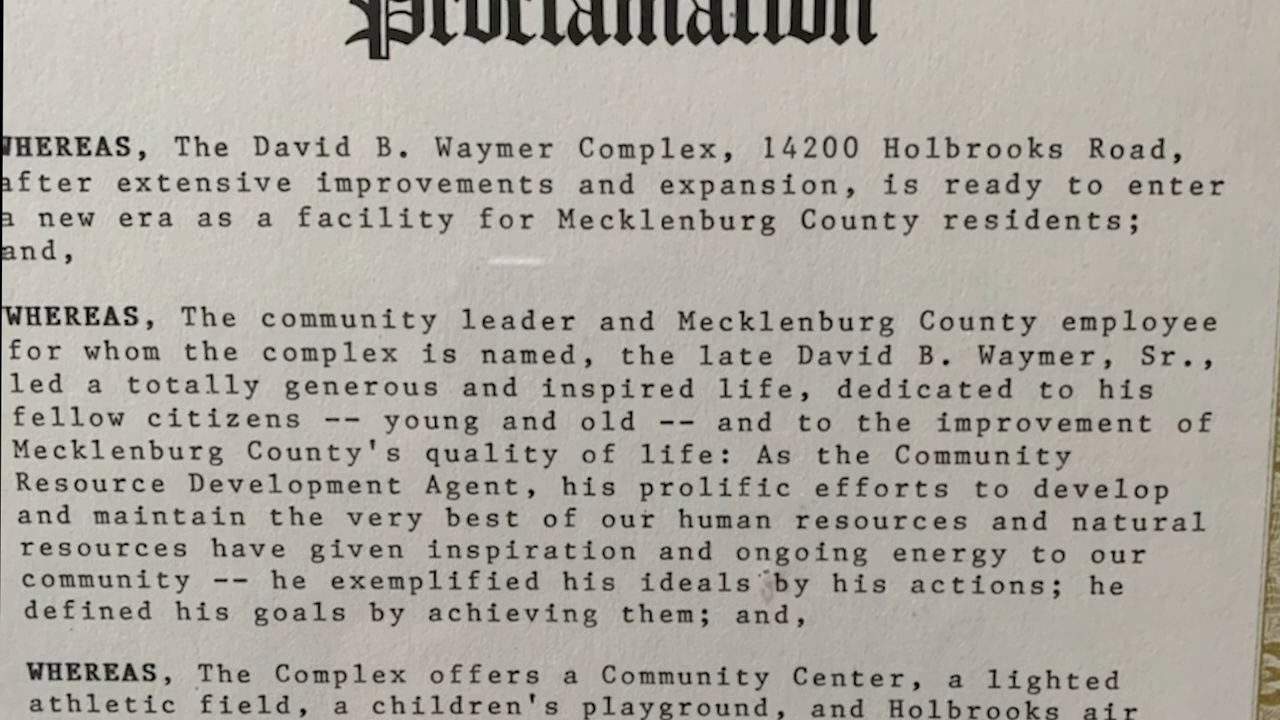 Proclamation
WHEREAS, The David B. Waymer Complex, 14200 Holbrooks Road,
after extensive improvements and expansion, is ready to enter
a new era as a facility for Mecklenburg County residents;
and,
WHEREAS, The community leader and Mecklenburg County employee
for whom the complex is named, the late David B. Waymer, Sr.,
led a totally generous and inspired life, dedicated to his
fellow citizens -- young and old -- and to the improvement of
Mecklenburg County's quality of life: As the Community
Resource Development Agent, his prolific efforts to develop
and maintain the very best of our human resources and natural
resources have given inspiration and ongoing energy to our
community -- he exemplified his ideals by his actions; he
defined his goals by achieving them; and,
WHEREAS, The Complex offers a Community Center, a lighted
athletic field, a children's playground, and Holbrooks air